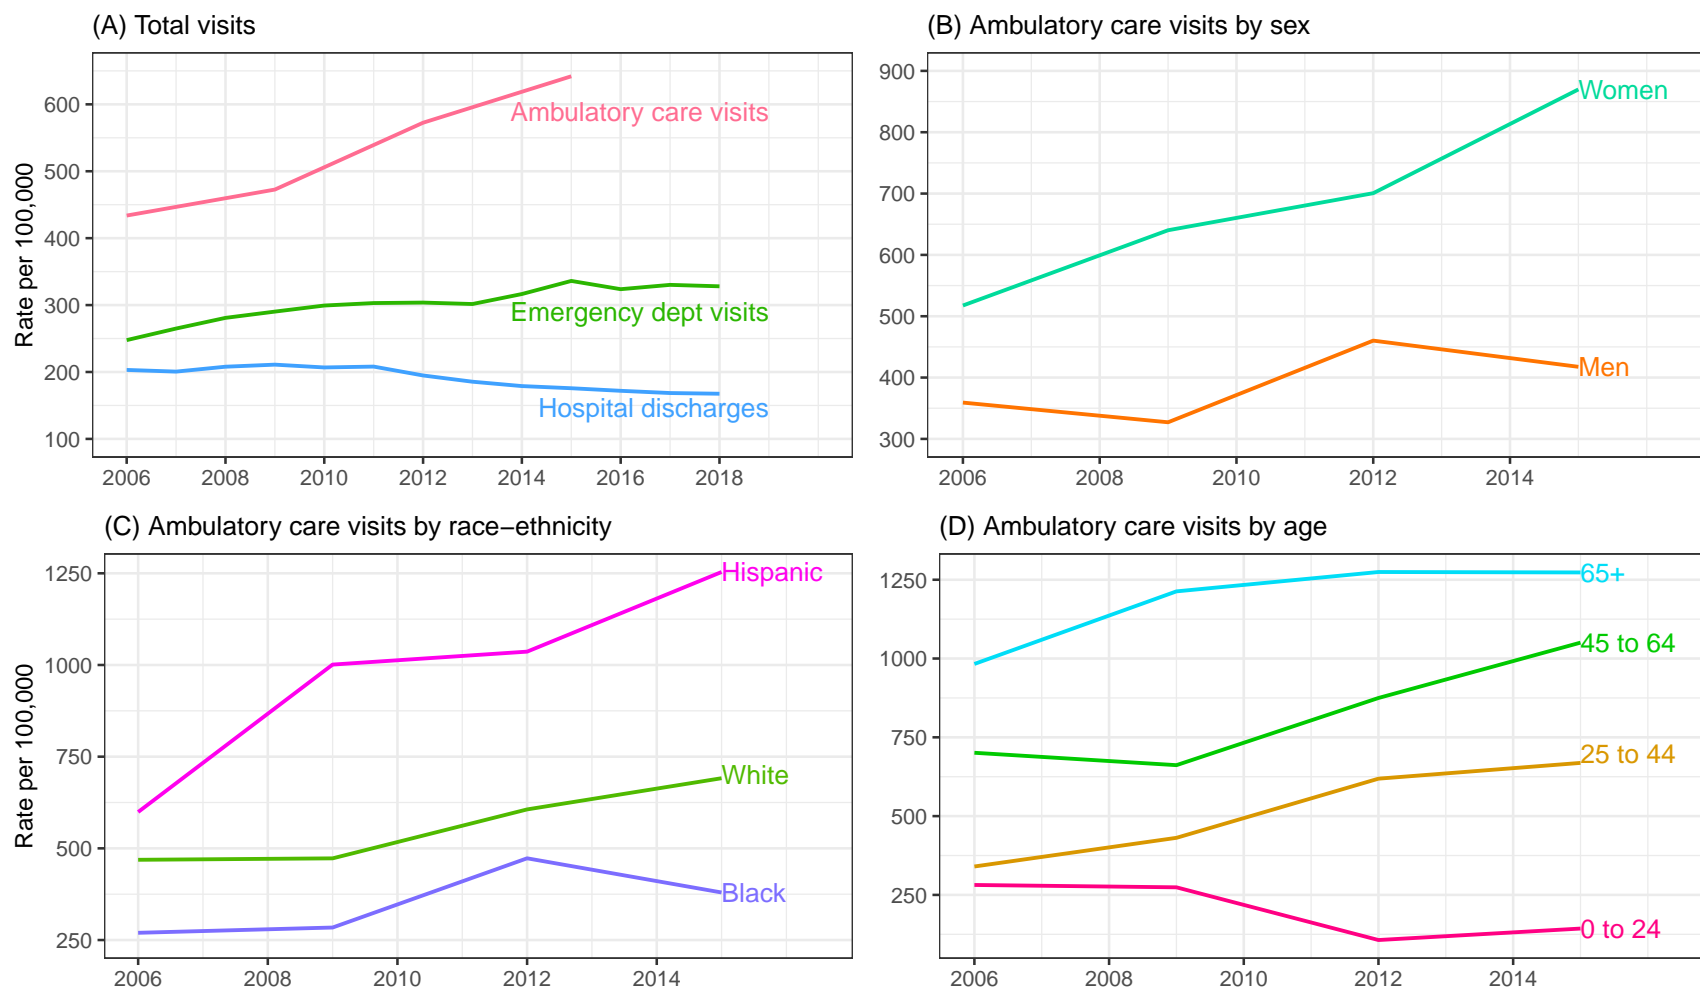 (A) Total visits
Rate per 100,000
600
500
400
300
200
100
Ambulatory care visits
Emergency dept visits
Hospital discharges
2006 2008 2010 2012 2014 2016 2018
(B) Ambulatory care visits by sex
900
800
700
600
500
400
300
Women
Men
2006 2008 2010 2012 2014
(C) Ambulatory care visits by race−ethnicity
Rate per 100,000
1250
1000
750
500
250
Hispanic
White
Black
2006 2008 2010 2012 2014
(D) Ambulatory care visits by age
1250
1000
750
500
250
65+
45 to 64
25 to 44
0 to 24
2006 2008 2010 2012 2014